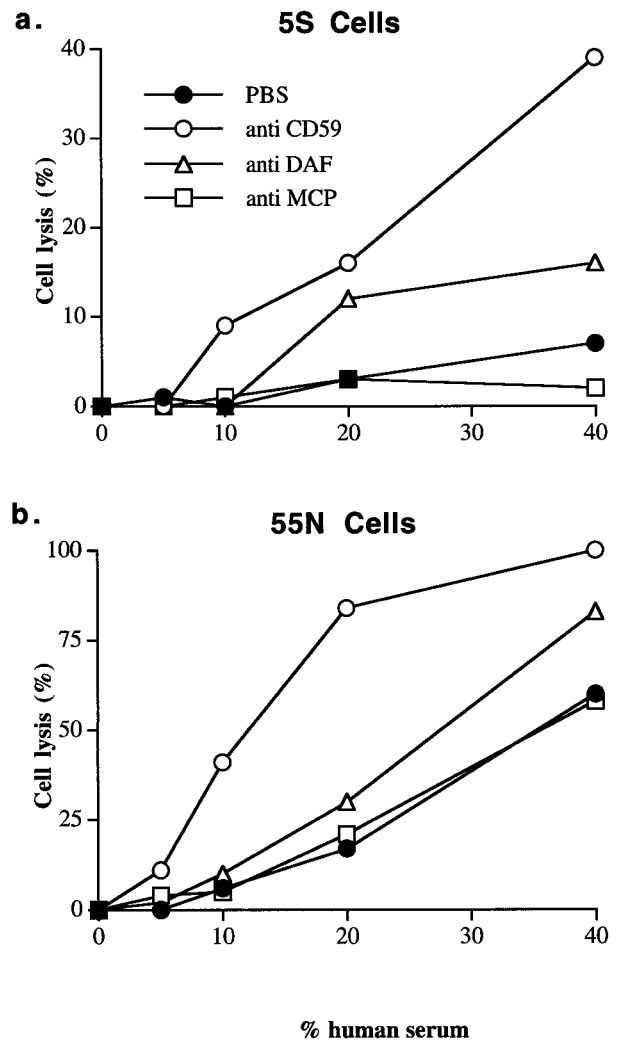 a.
5S Cells
40
30
20
10
0
Cell lysis (%)
PBS
anti CD59
anti DAF
anti MCP
0 10 20 30 40
b.
55N Cells
100
75
50
25
0
Cell lysis (%)
0 10 20 30 40
% human serum